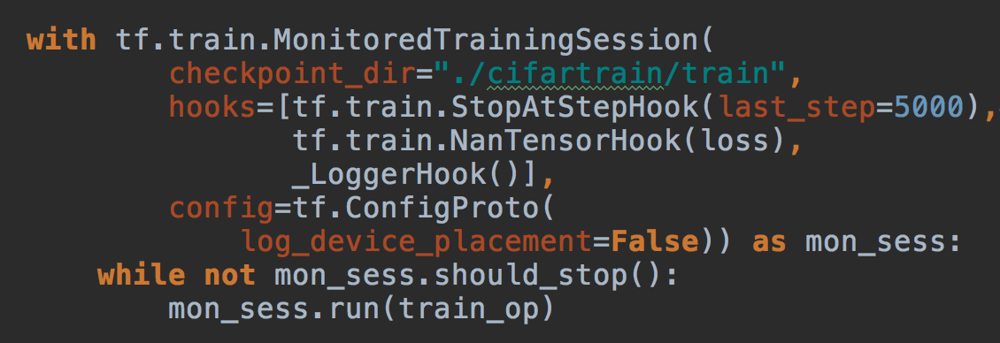 with tf.train.MonitoredTrainingSession(
checkpoint_dir="./cifartrain/train",
hooks=[tf.train.StopAtStepHook(last_step=5000),
tf.train.NanTensorHook(loss),
_LoggerHook()],
config=tf.ConfigProto(
log_device_placement=False)) as mon_sess:
while not mon_sess.should_stop():
mon_sess.run(train_op)